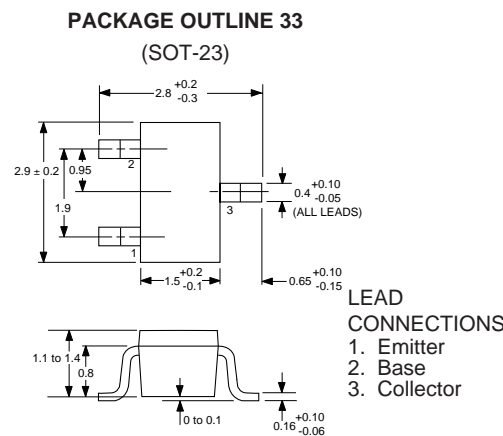 PACKAGE OUTLINE 33
(SOT-23)
2.8 +0.2 -0.3
2
2.9 ± 0.2
0.95
1.9
3
0.4 +0.10 -0.05
(ALL LEADS)
1
1.5 +0.2 -0.1
0.65 +0.10 -0.15
LEAD
CONNECTIONS
1. Emitter
2. Base
3. Collector
1.1 to 1.4
0.8
0 to 0.1
0.16 +0.10 -0.06